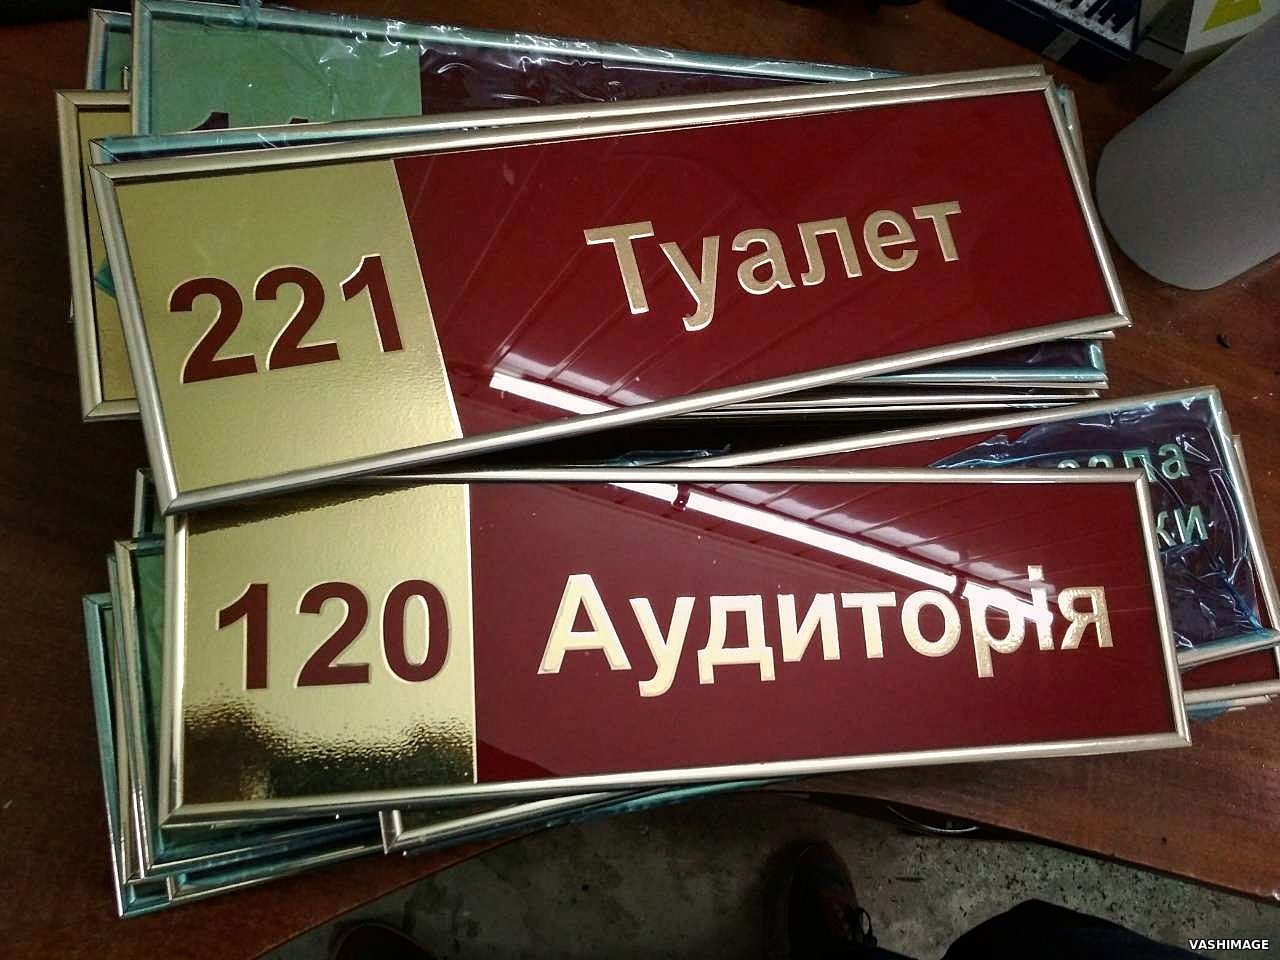 221 Туалет
120 Аудиторія
VASHIMAGE